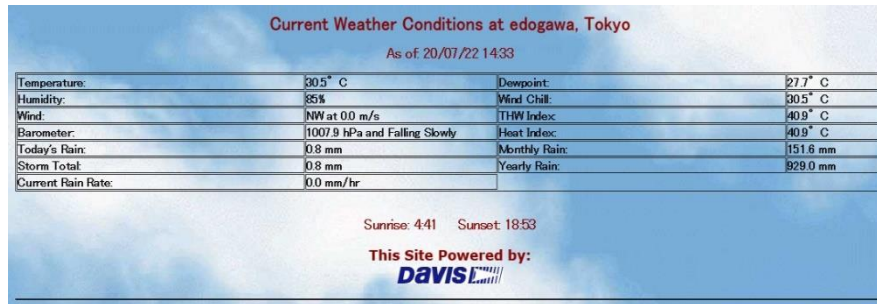 Current Weather Conditions at edogawa, Tokyo
As of: 20/07/22 14:33
Temperature: 30.5° C Dewpoint: 27.7° C
Humidity: 85% Wind Chill: 30.5° C
Wind: NW at 0.0 m/s THW Index: 40.9° C
Barometer: 1007.9 hPa and Falling Slowly Heat Index: 40.9° C
Today's Rain: 0.8 mm Monthly Rain: 151.6 mm
Storm Total: 0.8 mm Yearly Rain: 929.0 mm
Current Rain Rate: 0.0 mm/hr
Sunrise: 4:41 Sunset: 18:53
This Site Powered by:
DAVIS